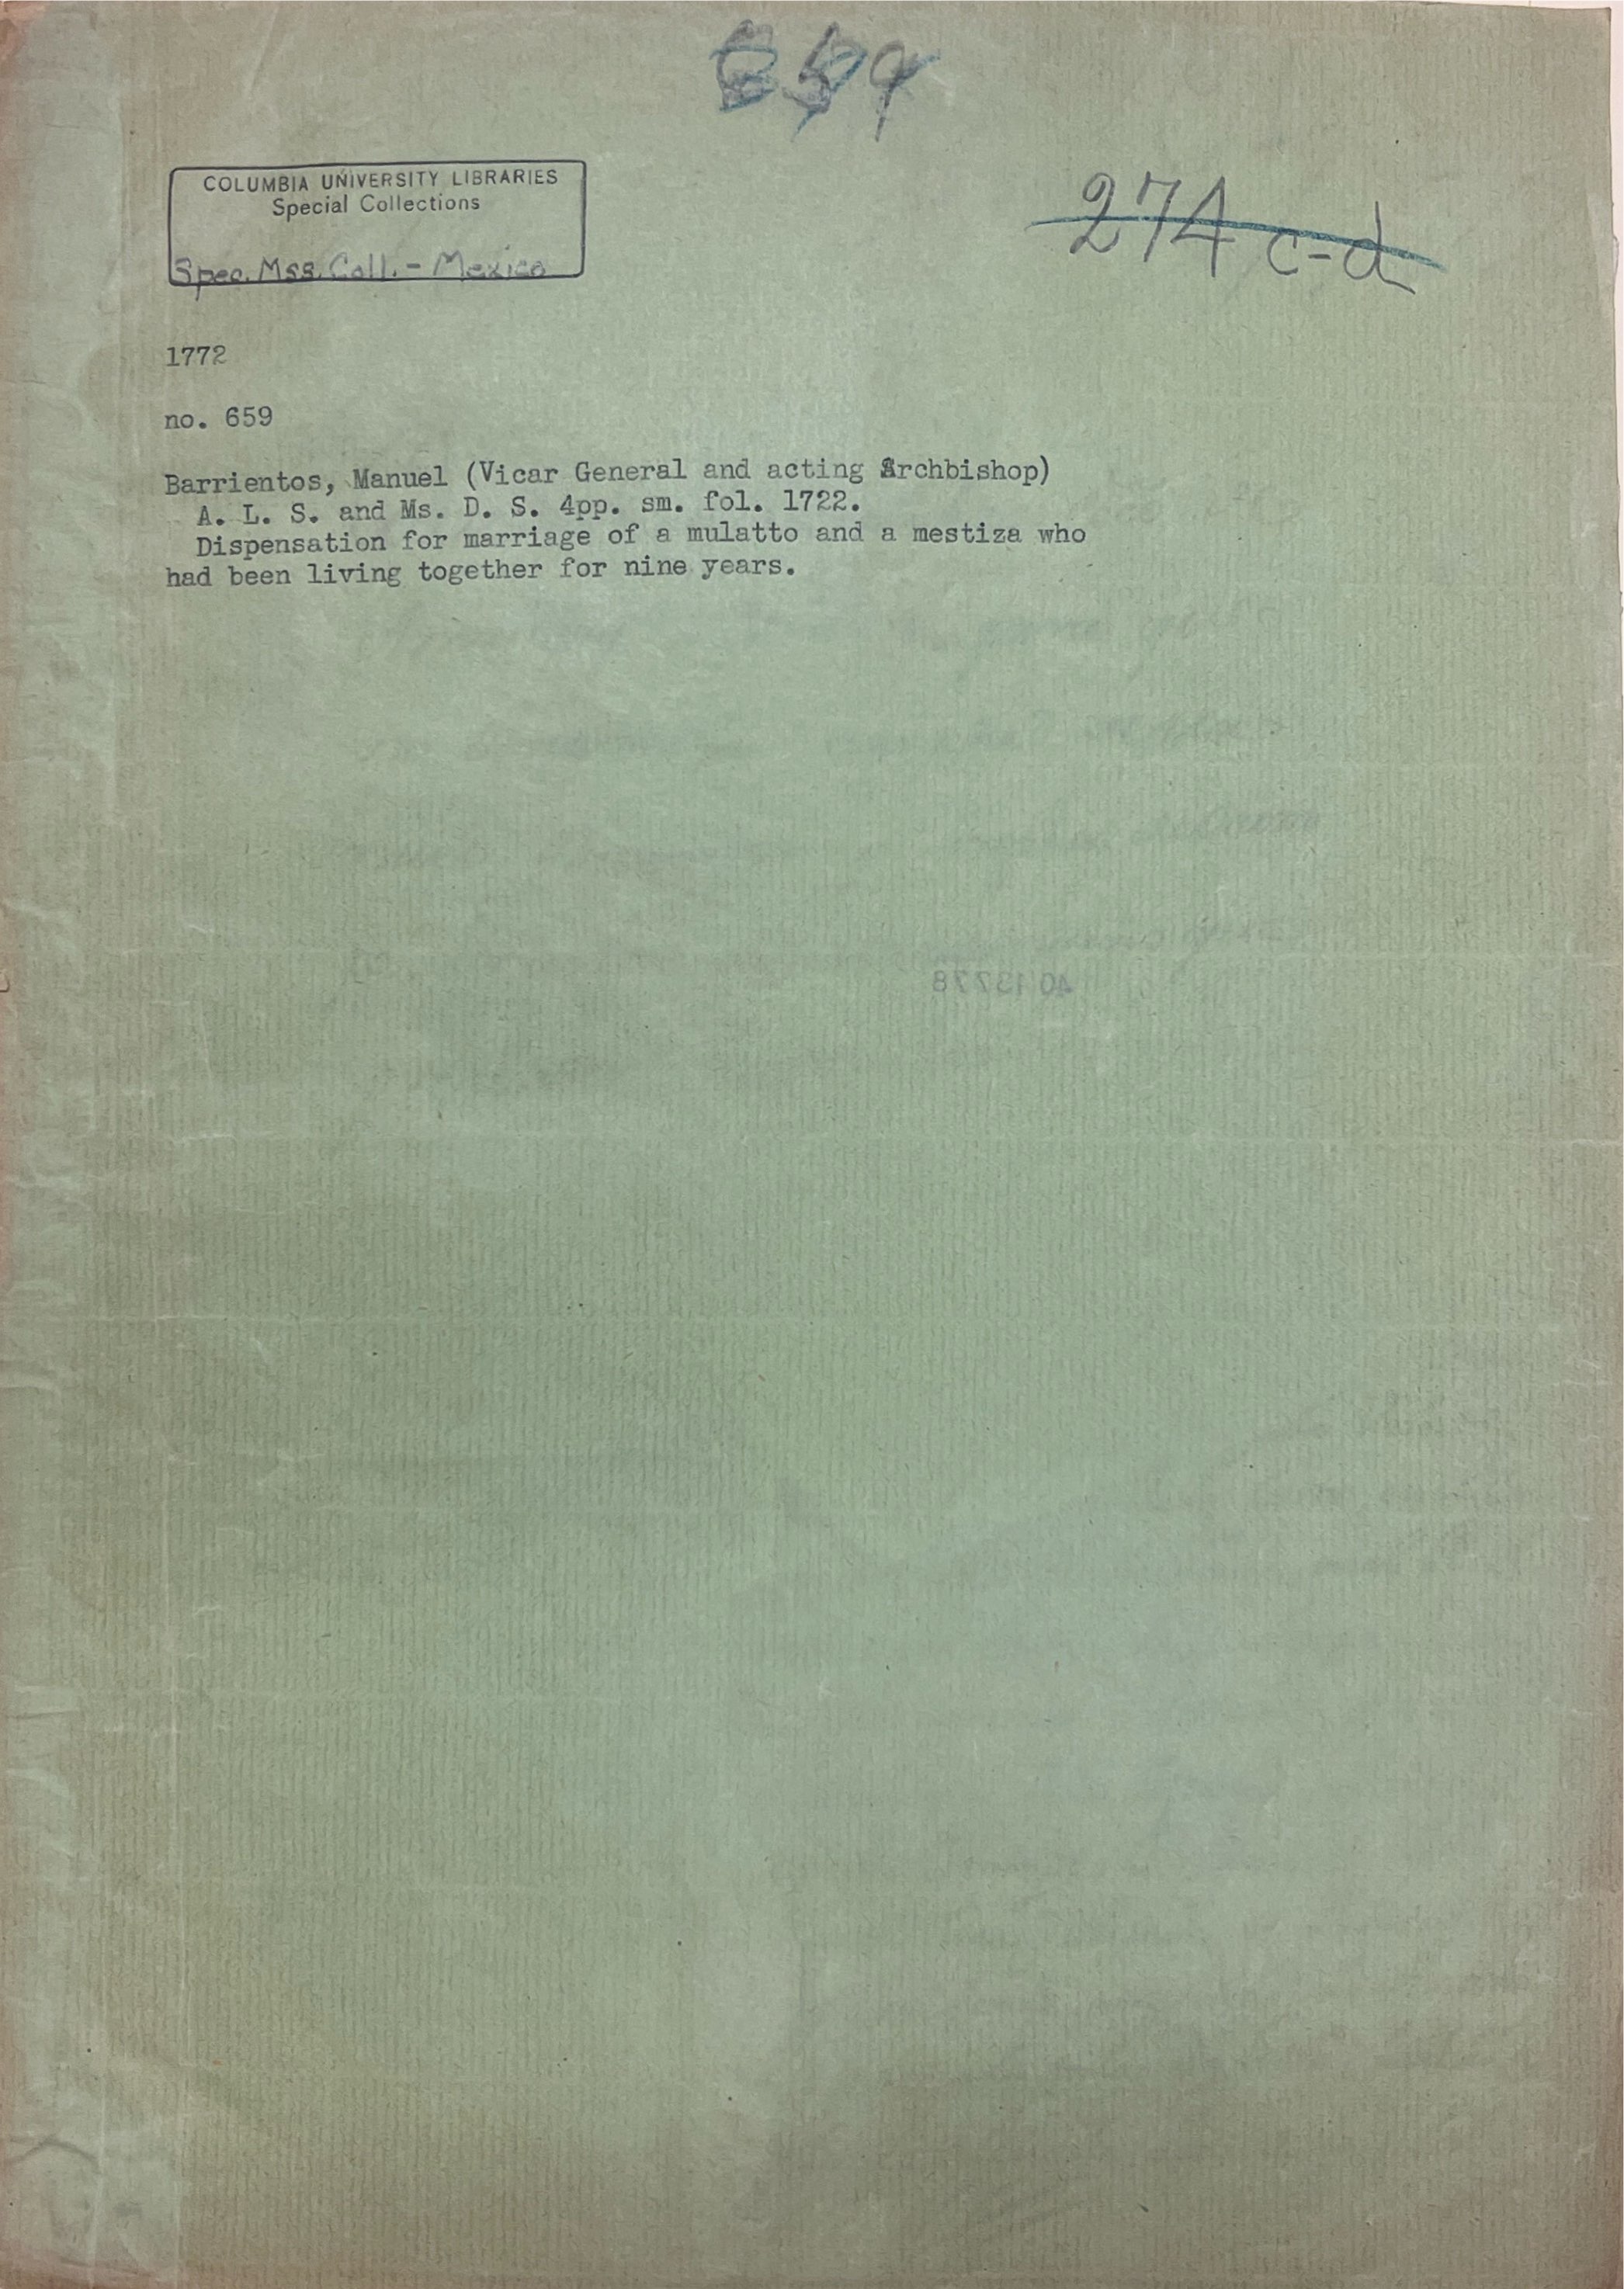 659
COLUMBIA UNIVERSITY LIBRARIES
Special Collections
Spec. Mss. Coll. - Mexico
274 c-d
1772
no. 659
Barrientos, Manuel (Vicar General and acting Archbishop)
A. L. S. and Ms. D. S. 4pp. sm. fol. 1722.
Dispensation for marriage of a mulatto and a mestiza who
had been living together for nine years.
40 13778